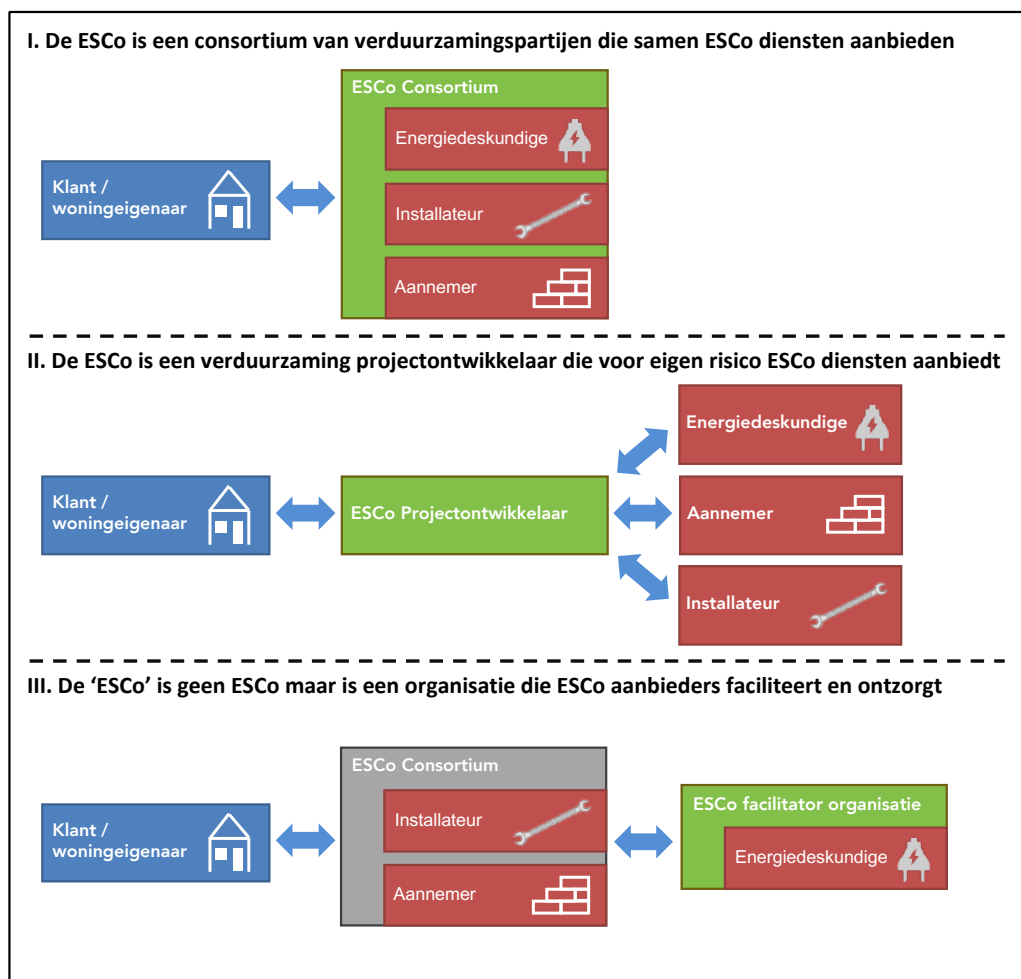 I. De ESCo is een consortium van verduurzamingspartijen die samen ESCo diensten aanbieden
ESCo Consortium
Energiedeskundige
Klant /
woningeigenaar
Installateur
Aannemer
II. De ESCo is een verduurzaming projectontwikkelaar die voor eigen risico ESCo diensten aanbiedt
Energiedeskundige
Klant /
woningeigenaar
ESCo Projectontwikkelaar
Aannemer
Installateur
III. De ‘ESCo’ is geen ESCo maar is een organisatie die ESCo aanbieders faciliteert en ontzorgt
ESCo Consortium
Klant /
woningeigenaar
Installateur
Aannemer
ESCo facilitator organisatie
Energiedeskundige